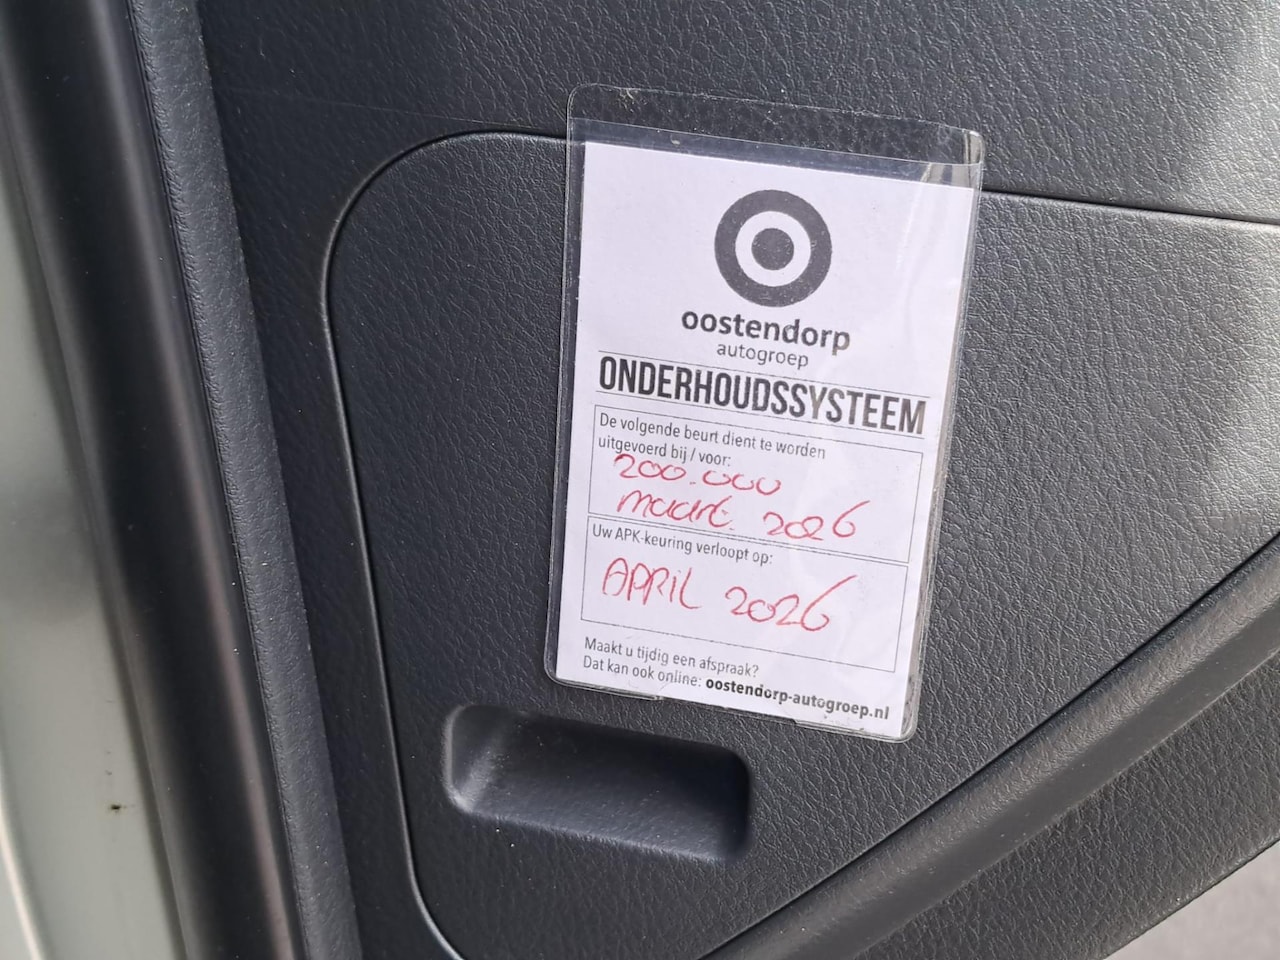 oostendorp
autogroep
ONDERHOUDSSYSTEEM
De volgende beurt dient te worden
uitgevoerd bij / voor:
200.000
maart. 2026
Uw APK-keuring verloopt op:
APRIL 2026
Maakt u tijdig een afspraak?
Dat kan ook online: oostendorp-autogroep.nl